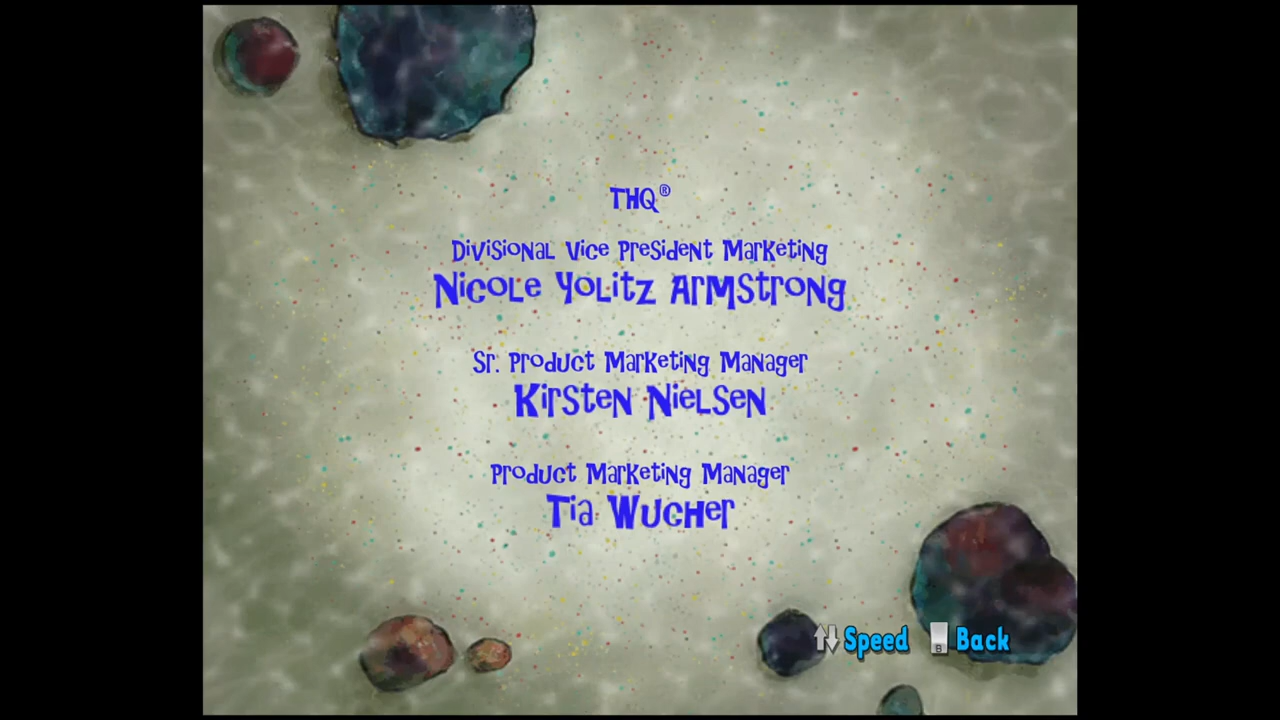 THQ®
Divisional Vice President Marketing
Nicole Yolitz Armstrong
Sr. Product Marketing Manager
Kirsten Nielsen
Product Marketing Manager
Tia Wucher
Speed B Back